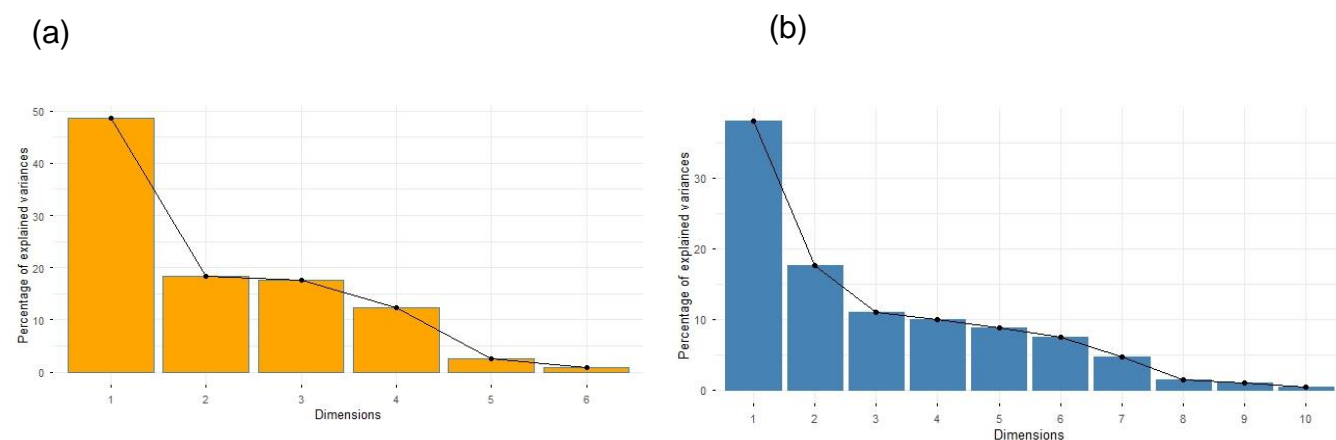 (a)
(b)
Percentage of explained variances
50
40
30
20
10
0
1 2 3 4 5 6
Dimensions
Percentage of explained variances
30
20
10
0
1 2 3 4 5 6 7 8 9 10
Dimensions